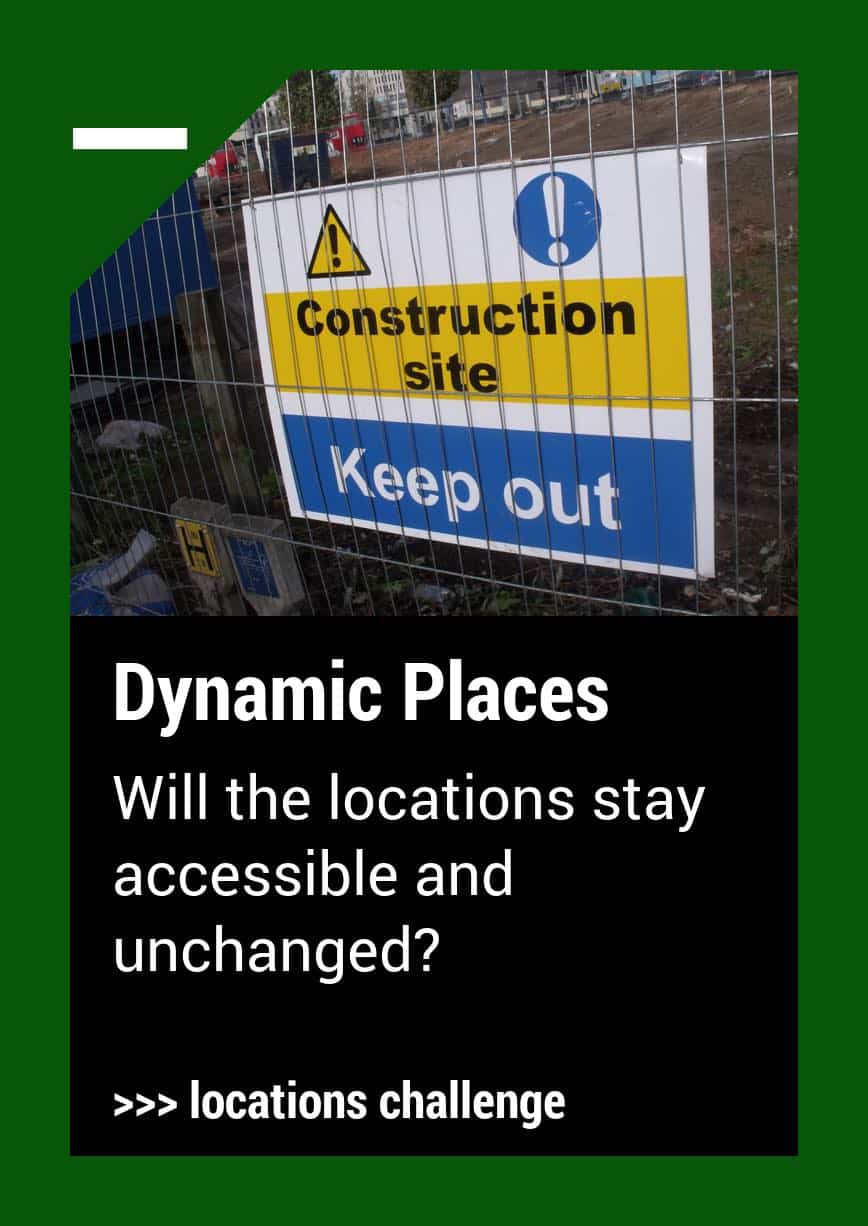 Construction
site
Keep out
H
Dynamic Places
Will the locations stay
accessible and
unchanged?
>>> locations challenge